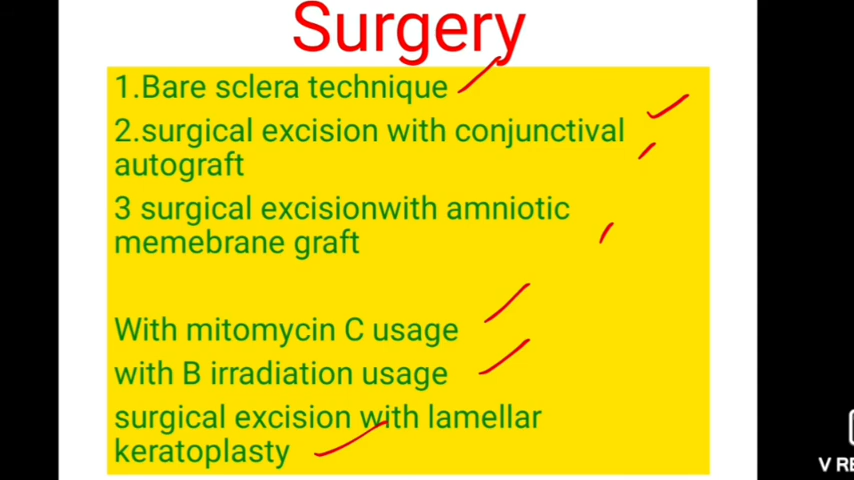 Surgery
1.Bare sclera technique
2.surgical excision with conjunctival
autograft
3 surgical excisionwith amniotic
memebrane graft
With mitomycin C usage
with B irradiation usage
surgical excision with lamellar
keratoplasty